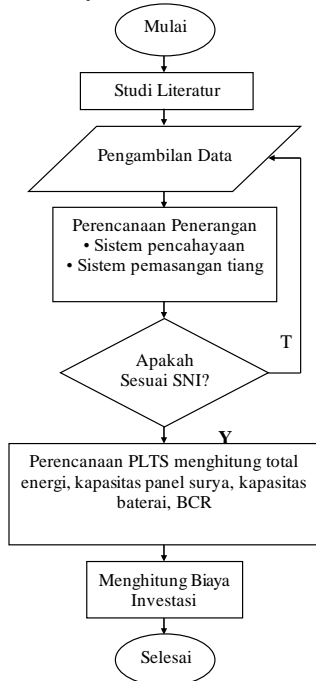 Mulai
Studi Literatur
Pengambilan Data
Perencanaan Penerangan
• Sistem pencahayaan
• Sistem pemasangan tiang
Apakah
Sesuai SNI?
T
Y
Perencanaan PLTS menghitung total
energi, kapasitas panel surya, kapasitas
baterai, BCR
Menghitung Biaya
Investasi
Selesai